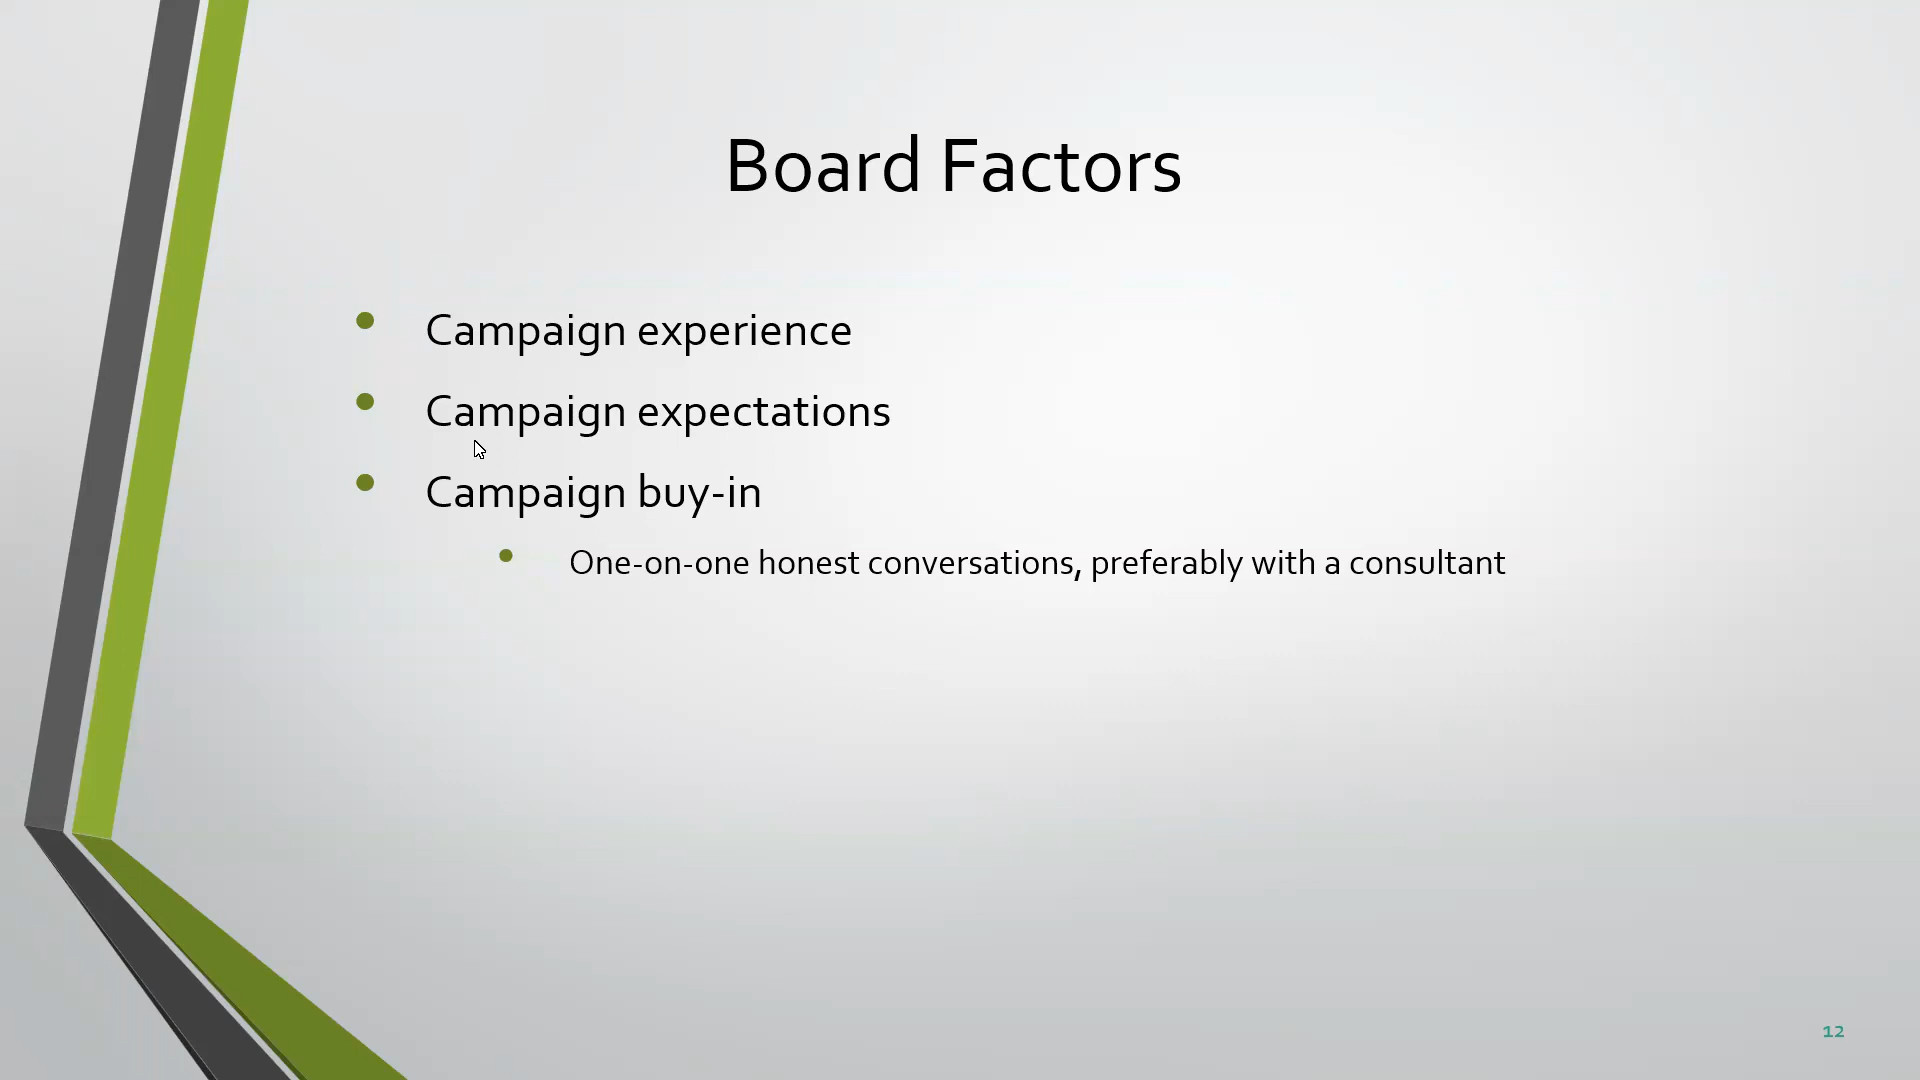 Board Factors
Campaign experience
Campaign expectations
Campaign buy-in
One-on-one honest conversations, preferably with a consultant
12